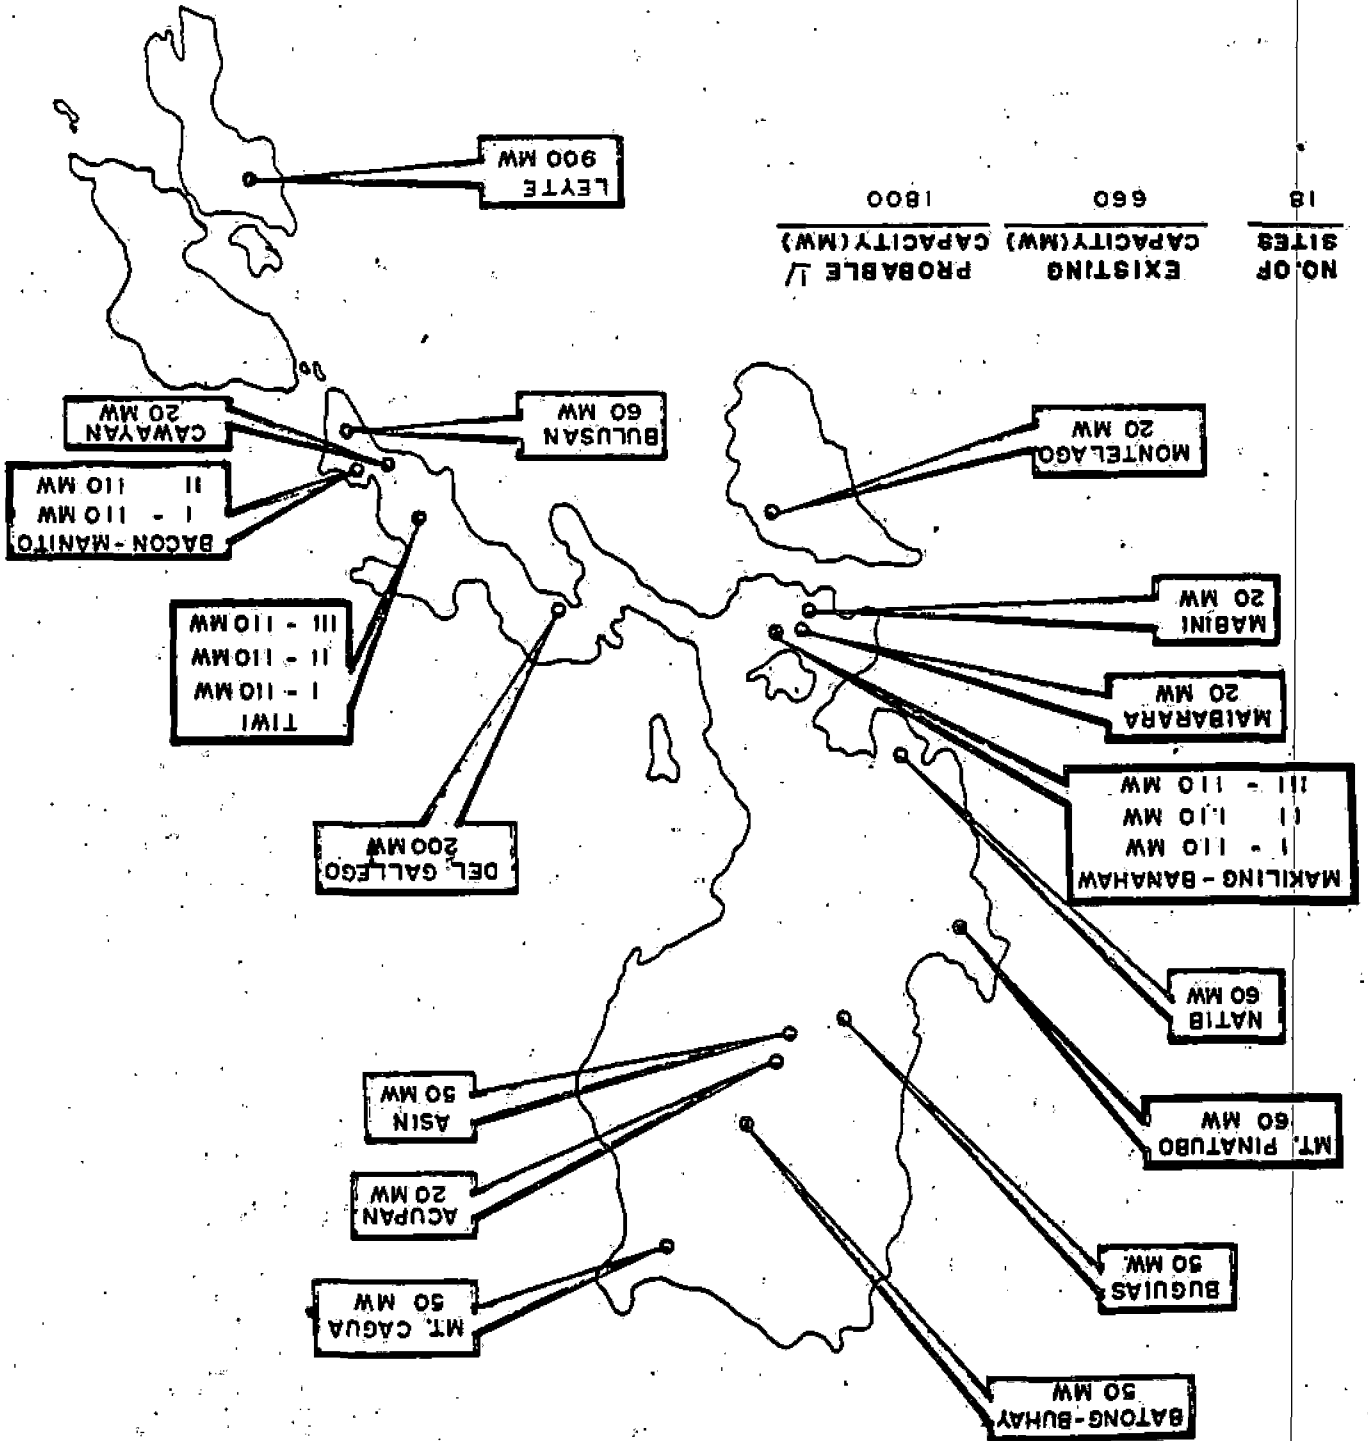 BATONG-BUHAY
50 MW
MT. CAGUA
50 MW
BUGUIAS
50 MW.
ACUPAN
20 MW
MT. PINATUBO
60 MW
ASIN
50 MW
NATIB
60 MW
MAKILING-BANAHAW
I - 110 MW
II 110 MW
III - 110 MW
DEL GALLEGO
200 MW
MAIBARARA
20 MW
TIWI
I - 110 MW
II - 110 MW
III - 110 MW
MABINI
20 MW
BACON-MANITO
I - 110 MW
II 110 MW
MONTELAGO
20 MW
BULUSAN
60 MW
CAWAYAN
20 MW
NO. OF SITES
EXISTING CAPACITY(MW)
PROBABLE 1/ CAPACITY(MW)
18 660 1800
LEYTE
900 MW